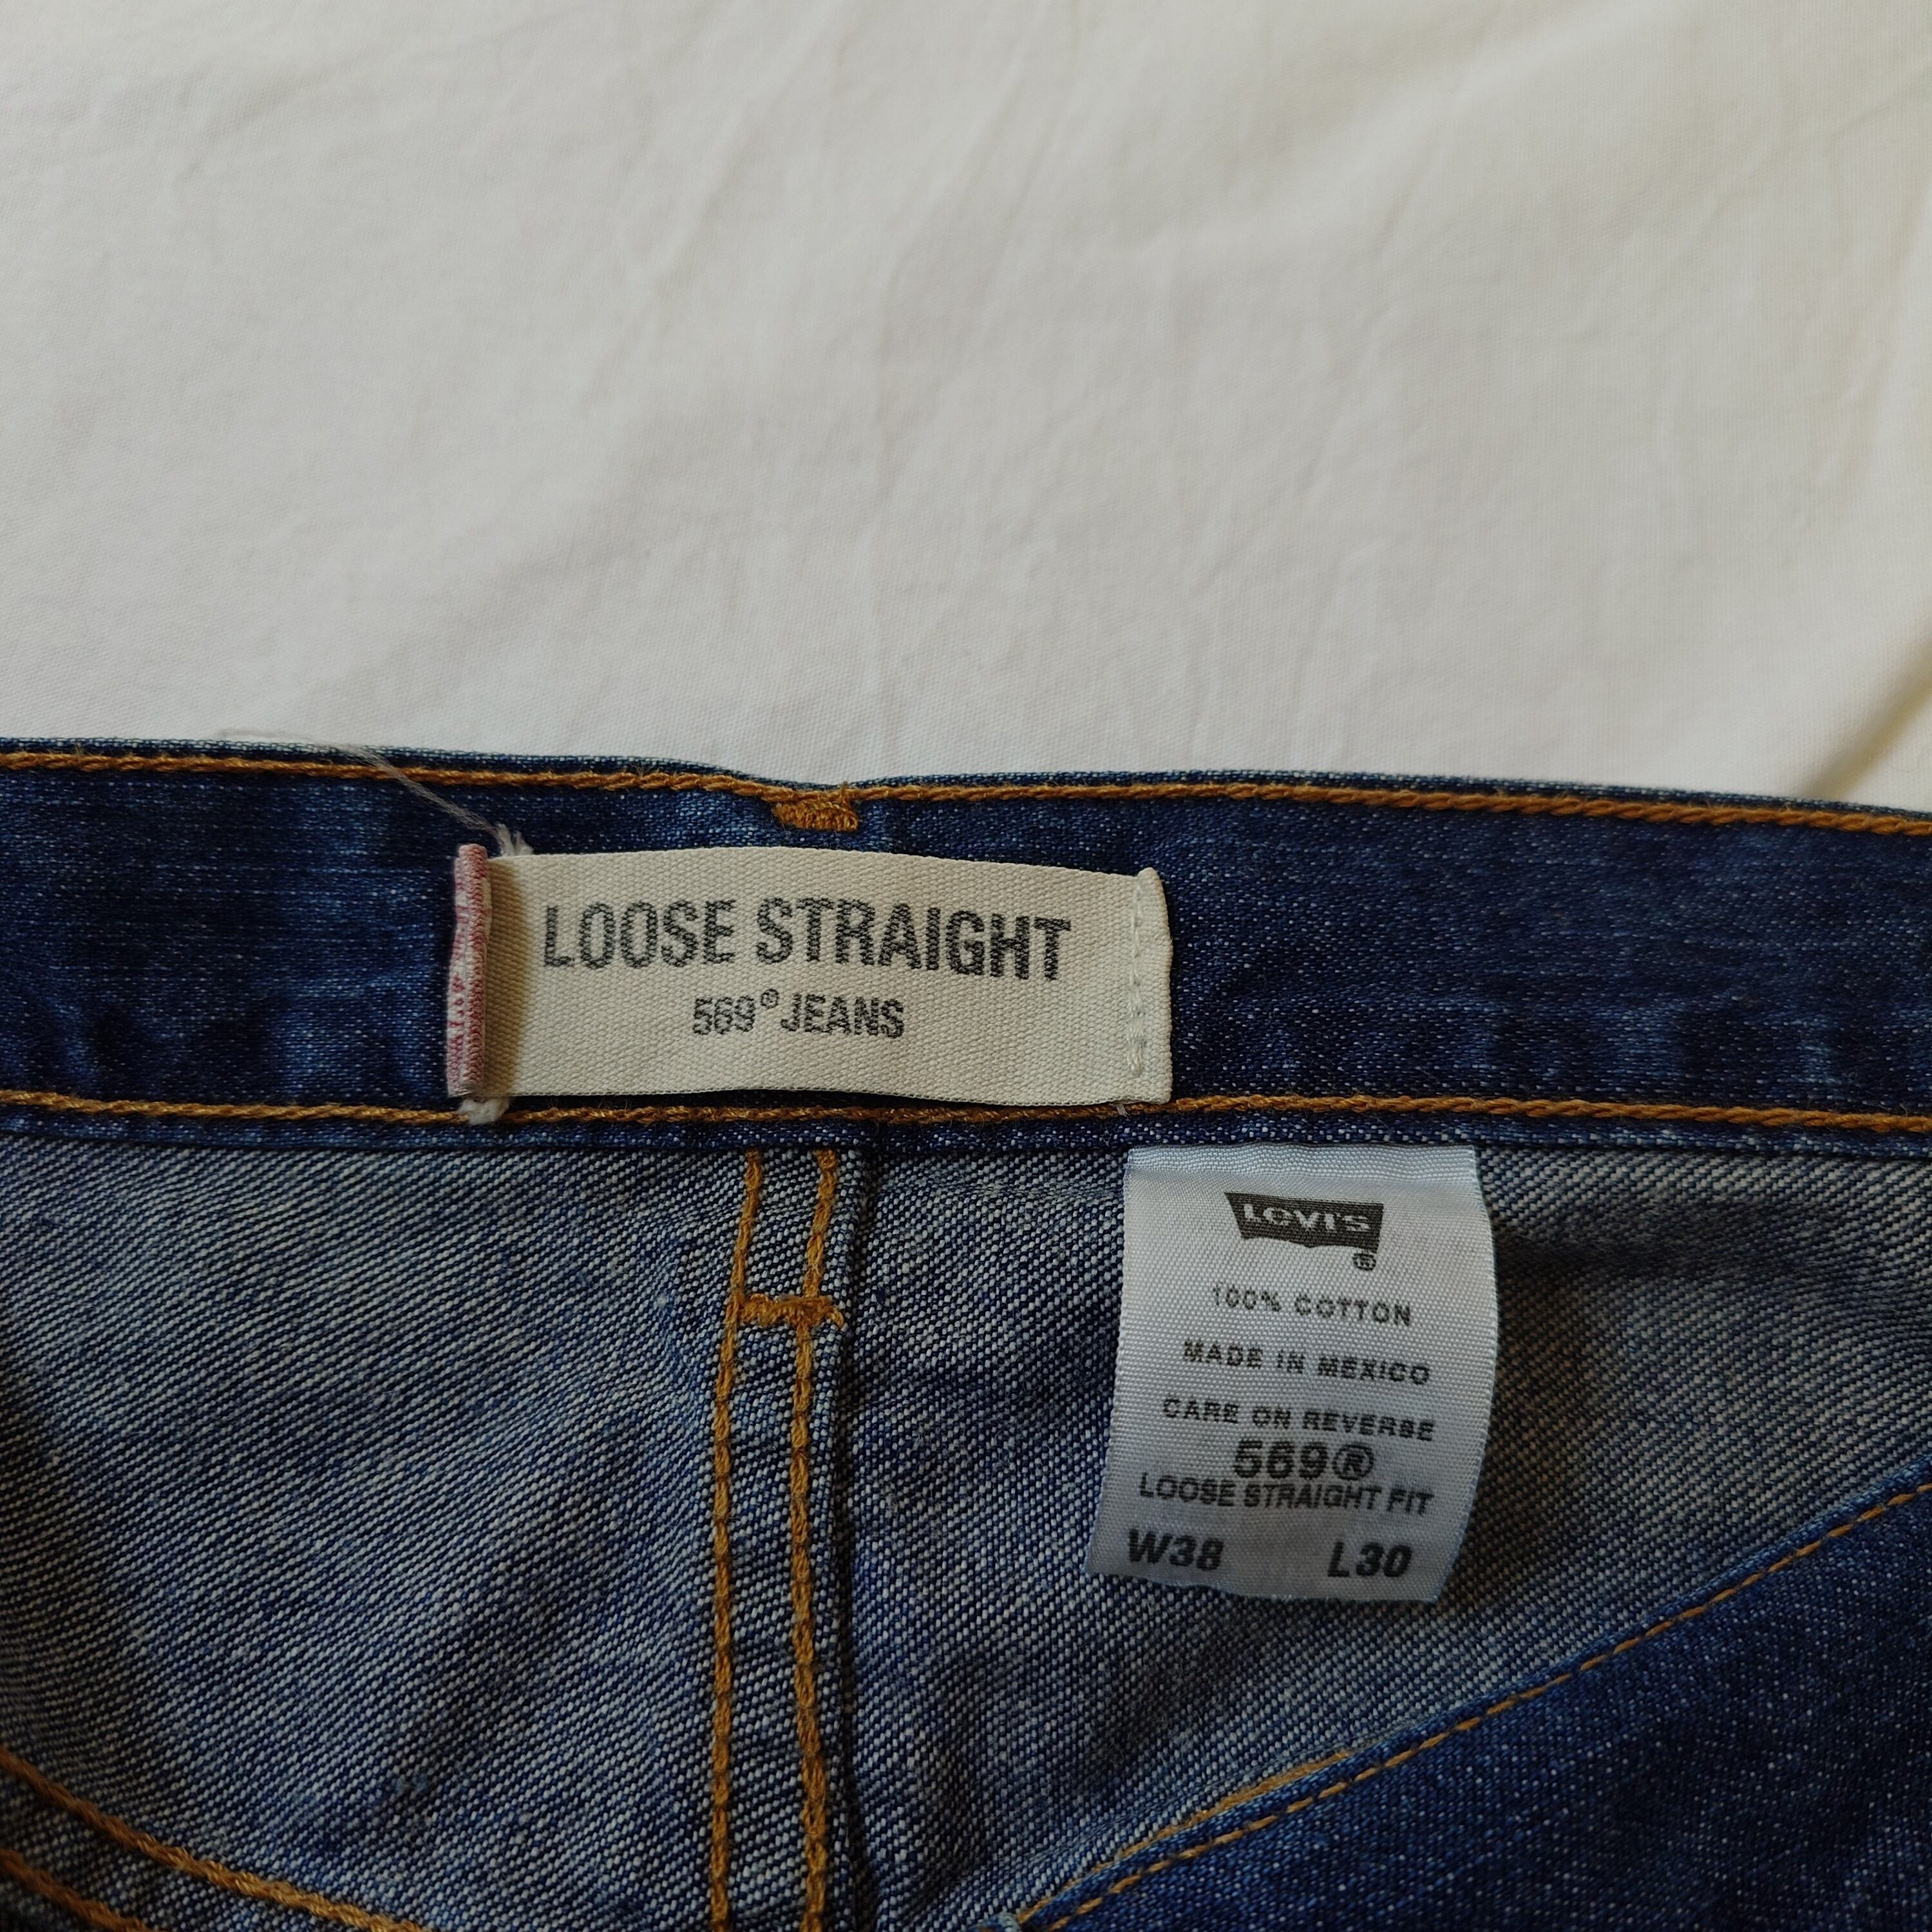 LOOSE STRAIGHT
569® JEANS
LEVI'S
®
100% COTTON
MADE IN MEXICO
CARE ON REVERSE
569®
LOOSE STRAIGHT FIT
W38 L30